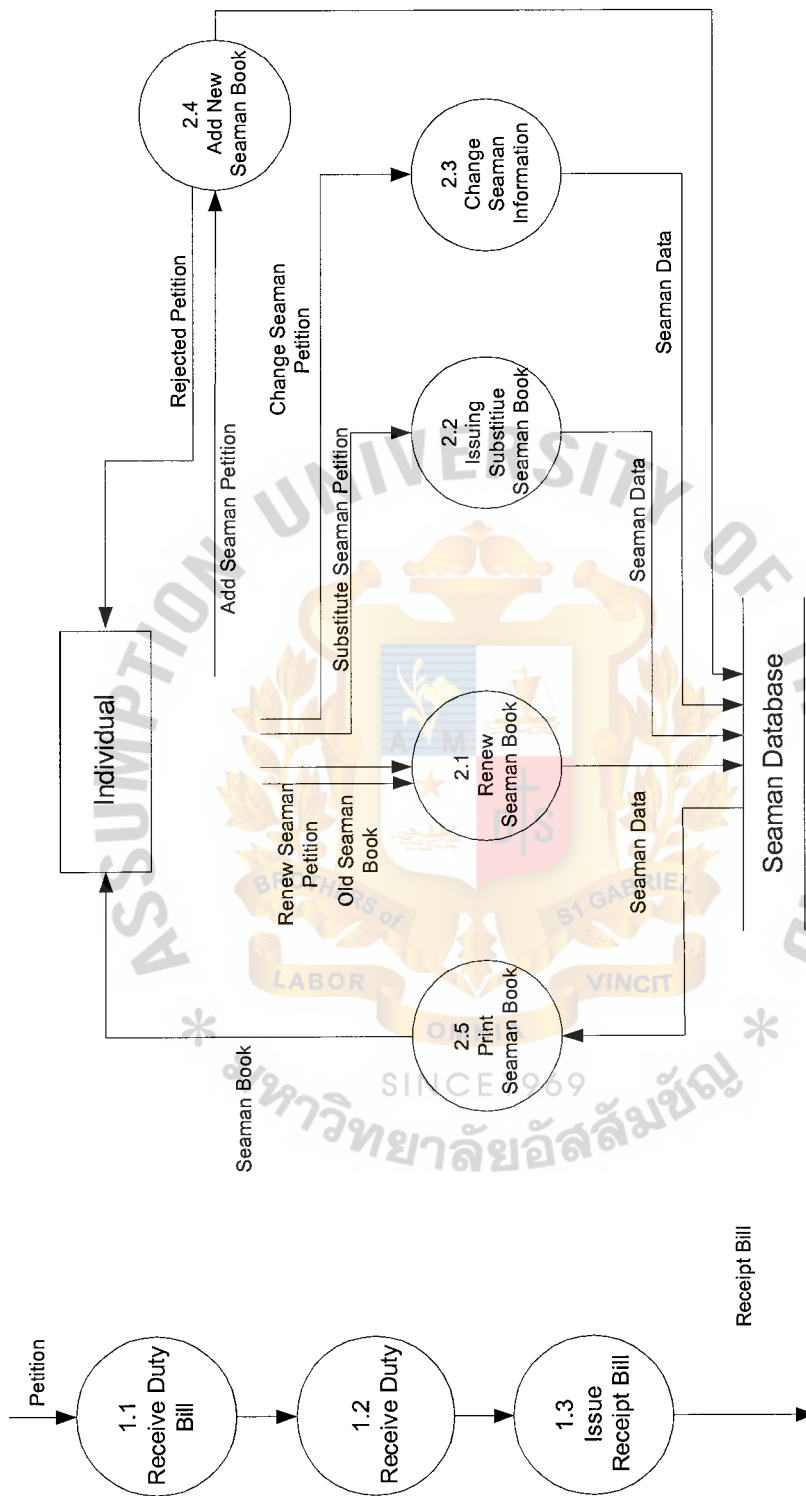 Petition
1.1
Receive Duty
Bill
1.2
Receive Duty
1.3
Issue
Receipt Bill
Receipt Bill
Individual
Rejected Petition
Add Seaman Petition
2.4
Add New
Seaman Book
Seaman Book
Renew Seaman
Petition
Old Seaman
Book
Substitute Seaman Petition
Change Seaman
Petition
2.5
Print
Seaman Book
2.1
Renew
Seaman Book
2.2
Issuing
Substitiue
Seaman Book
2.3
Change
Seaman
Information
Seaman Data
Seaman Data
Seaman Data
Seaman Database
ASSUMPTION UNIVERSITY OF
A M
D S
BROTHERS of
S1 GABRIEL
LABOR
OMNIA
VINCIT
SINCE 1969
มหาวิทยาลัยอัสสัมชัญ